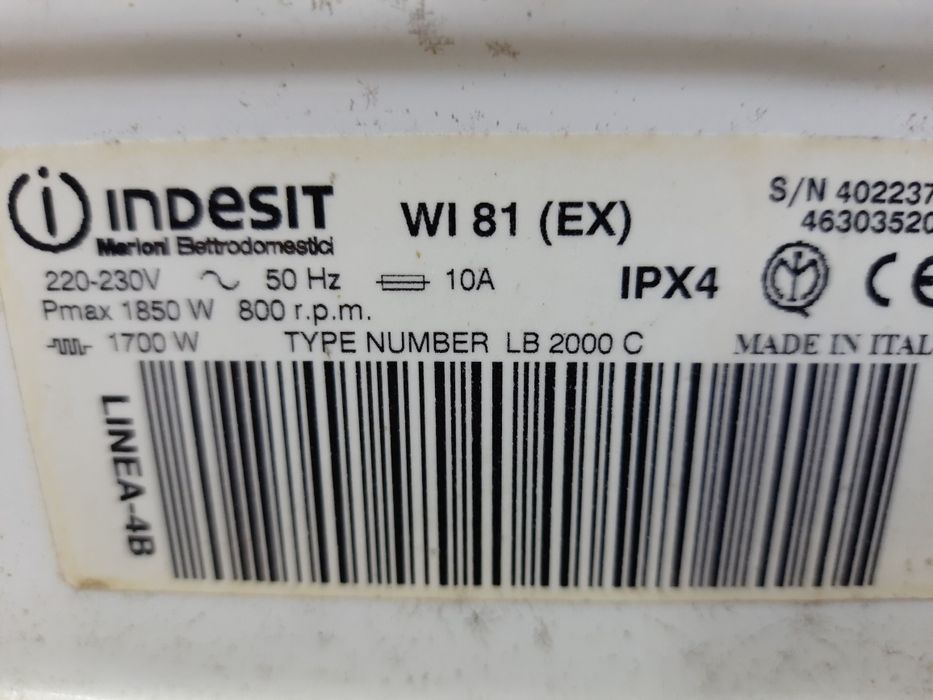 INDESIT
Merloni Elettrodomestici
WI 81 (EX)
S/N 402237
46303520
220-230V 50 Hz 10A
IPX4
CE
Pmax 1850 W 800 r.p.m.
1700 W TYPE NUMBER LB 2000 C
MADE IN ITAL
LINEA-4B